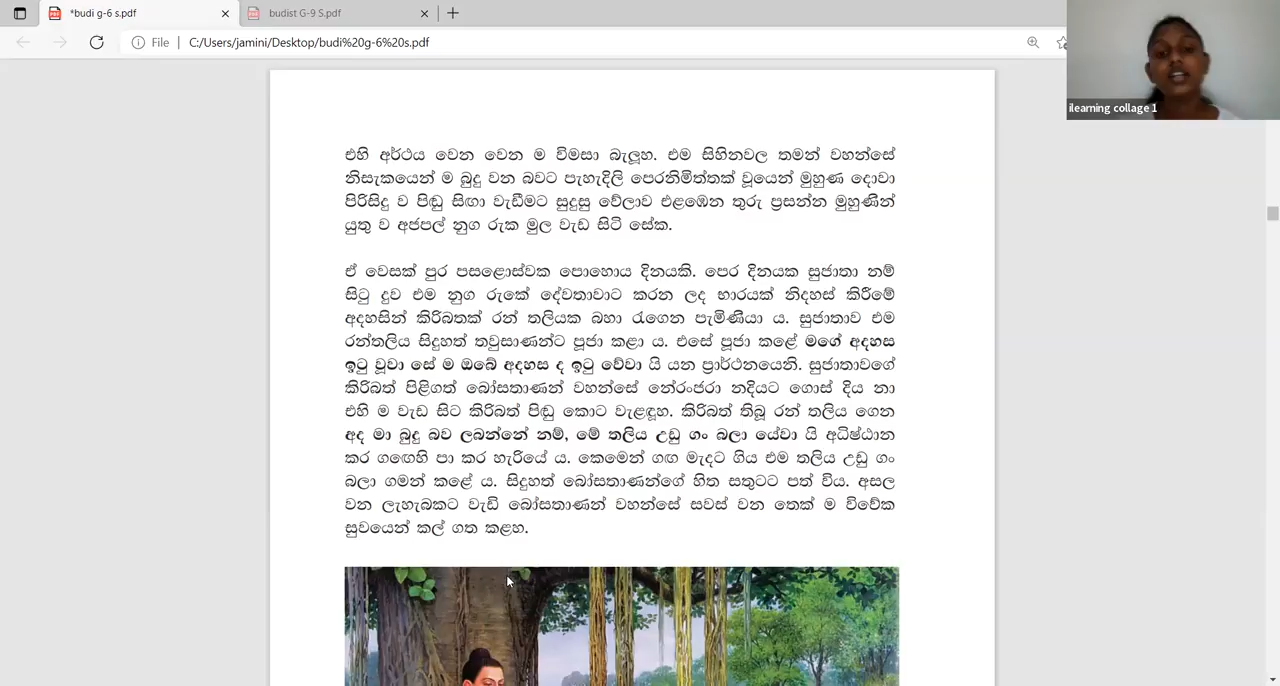 *budi g-6 s.pdf
budist G-9 S.pdf
File
C:/Users/jamini/Desktop/budi%20g-6%20s.pdf
ilearning collage 1
එහි අර්ථය වෙන වෙන ම විමසා බැලූහ. එම සිහිනවල තමන් වහන්සේ
නිසැකයෙන් ම බුදු වන බවට පැහැදිලි පෙරනිමිත්තක් වූයෙන් මුහුණ දොවා
පිරිසිදු ව පිඬු සිඟා වැඩීමට සුදුසු වේලාව එළඹෙන තුරු ප්‍රසන්න මුහුණින්
යුතු ව අජපල් නුග රුක මුල වැඩ සිටි සේක.
ඒ වෙසක් පුර පසළොස්වක පොහොය දිනයකි. පෙර දිනයක සුජාතා නම්
සිටු දුව එම නුග රුකේ දේවතාවාට කරන ලද භාරයක් නිදහස් කිරීමේ
අදහසින් කිරිබතක් රන් තලියක බහා රැගෙන පැමිණියා ය. සුජාතාව එම
රන්තලිය සිදුහත් තවුසාණන්ට පූජා කළා ය. එසේ පූජා කළේ මගේ අදහස
ඉටු වූවා සේ ම ඔබේ අදහස ද ඉටු වේවා යි යන ප්‍රාර්ථනයෙනි. සුජාතාවගේ
කිරිබත් පිළිගත් බෝසතාණන් වහන්සේ නේරංජරා නදියට ගොස් දිය නා
එහි ම වැඩ සිට කිරිබත් පිඬු කොට වැළඳූහ. කිරිබත් තිබූ රන් තලිය ගෙන
අද මා බුදු බව ලබන්නේ නම්, මේ තලිය උඩු ගං බලා යේවා යි අධිෂ්ඨාන
කර ගඟෙහි පා කර හැරියේ ය. කෙමෙන් ගඟ මැදට ගිය එම තලිය උඩු ගං
බලා ගමන් කළේ ය. සිදුහත් බෝසතාණන්ගේ හිත සතුටට පත් විය. අසල
වන ලැහැබකට වැඩි බෝසතාණන් වහන්සේ සවස් වන තෙක් ම විවේක
සුවයෙන් කල් ගත කළහ.